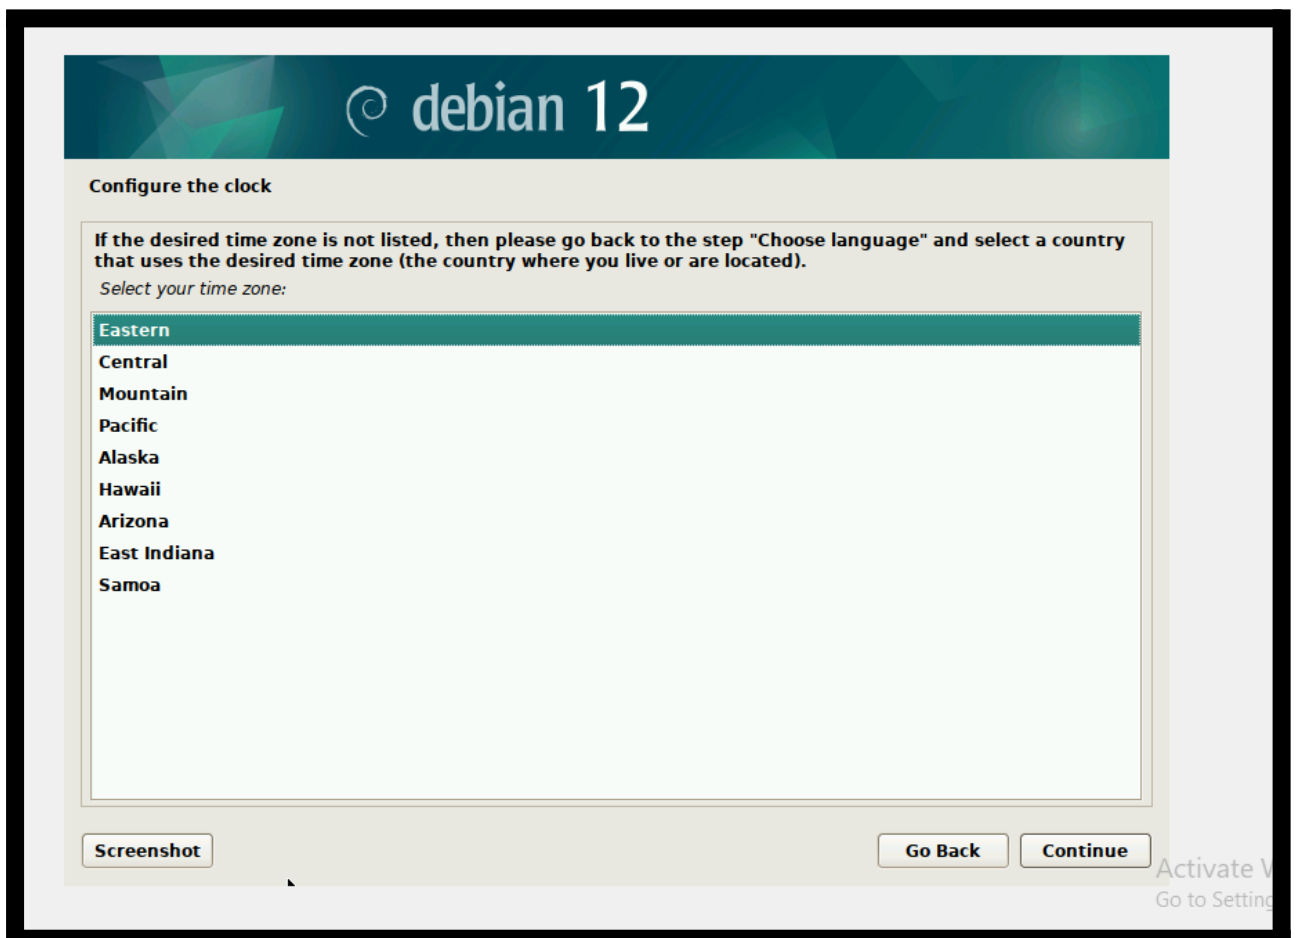 debian 12
Configure the clock
If the desired time zone is not listed, then please go back to the step "Choose language" and select a country
that uses the desired time zone (the country where you live or are located).
Select your time zone:
Eastern
Central
Mountain
Pacific
Alaska
Hawaii
Arizona
East Indiana
Samoa
Screenshot
Go Back
Continue
Activate
Go to